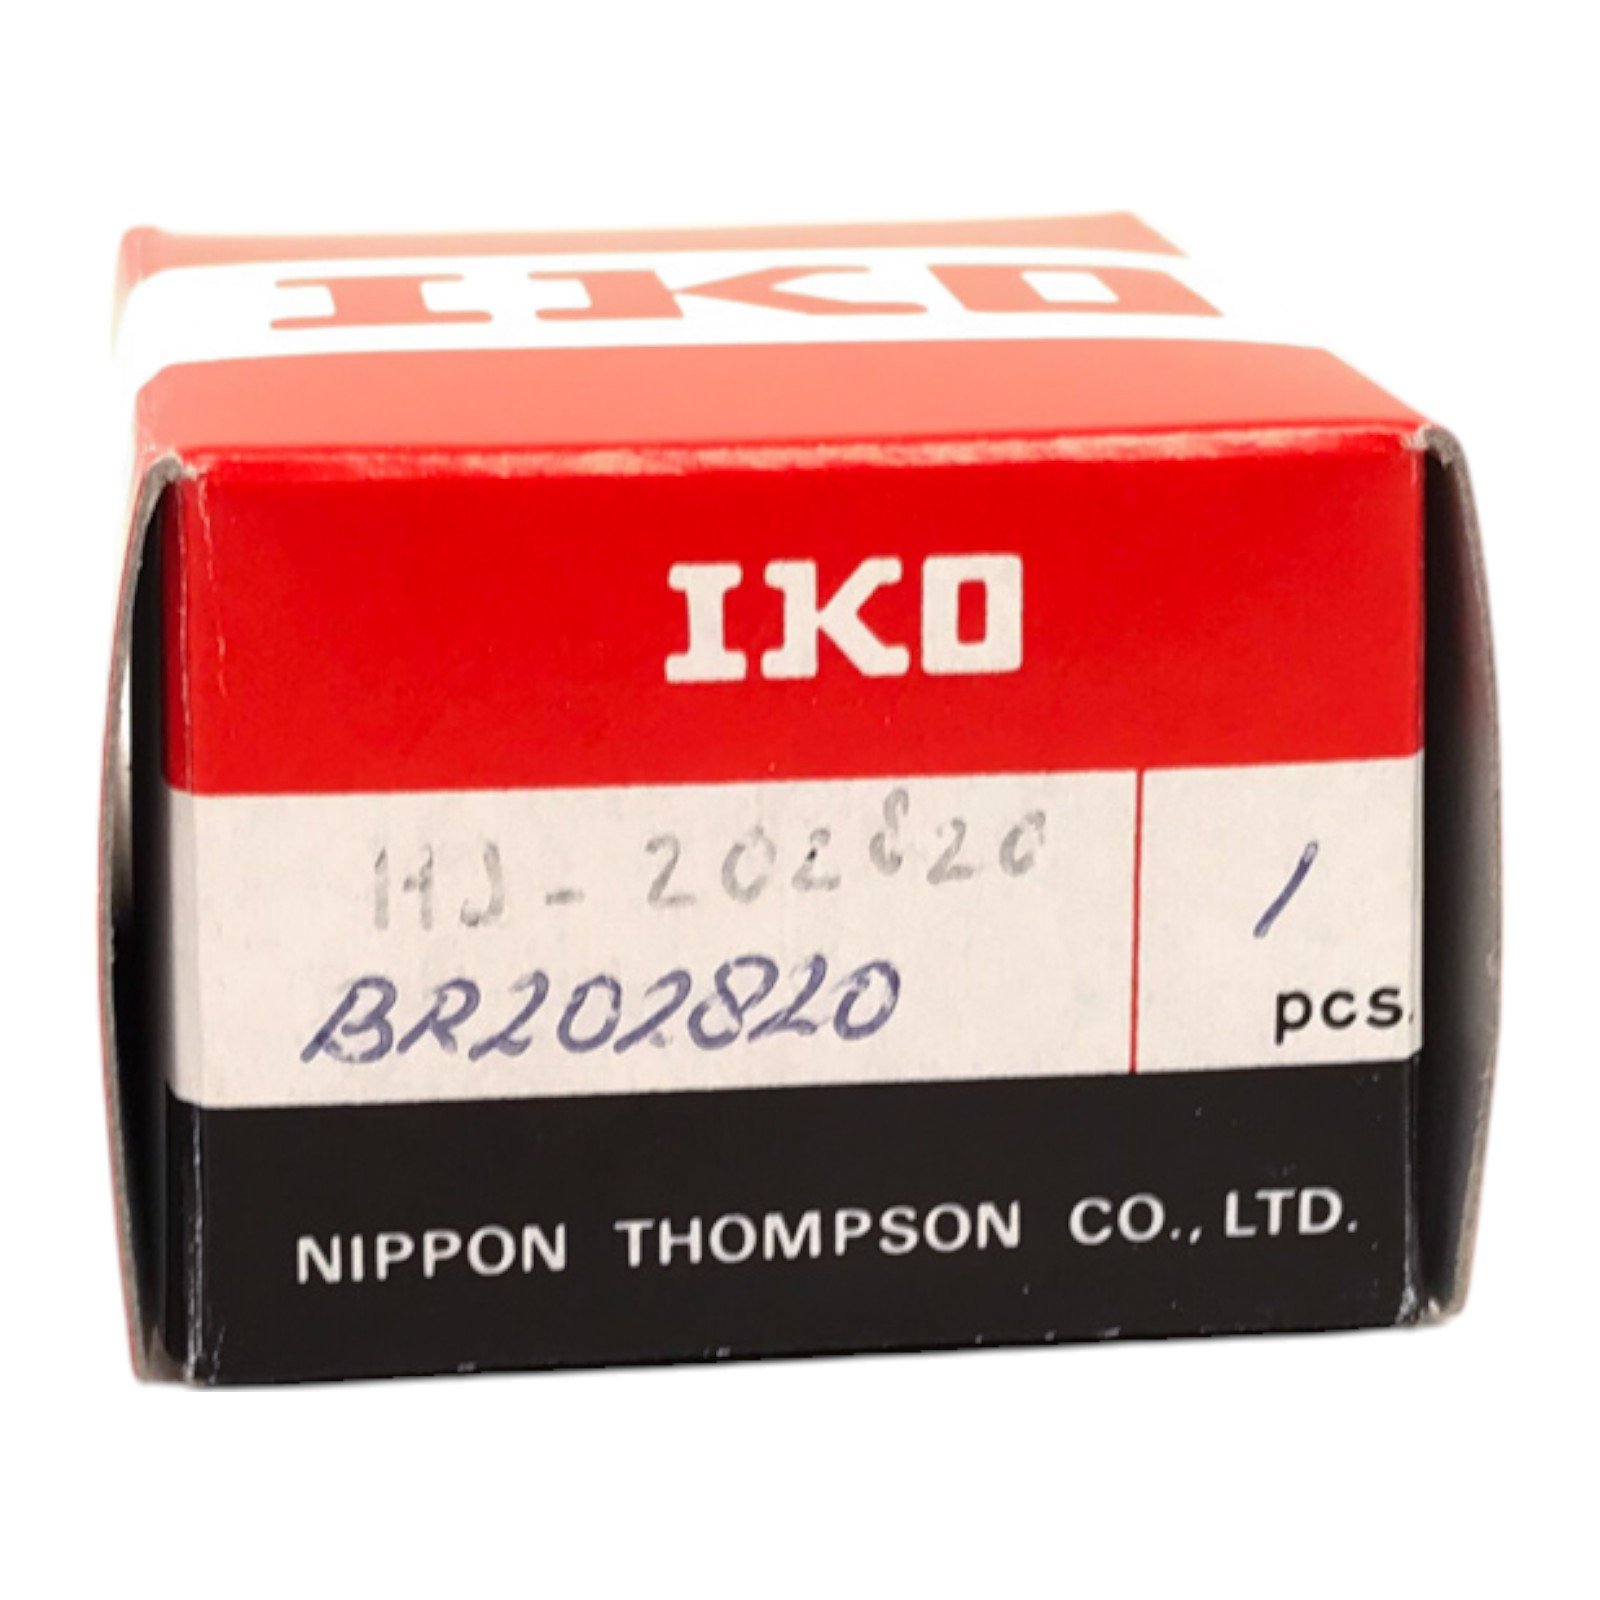 IKO
IKO
HJ-202820
BR202820
1
pcs.
NIPPON THOMPSON CO., LTD.